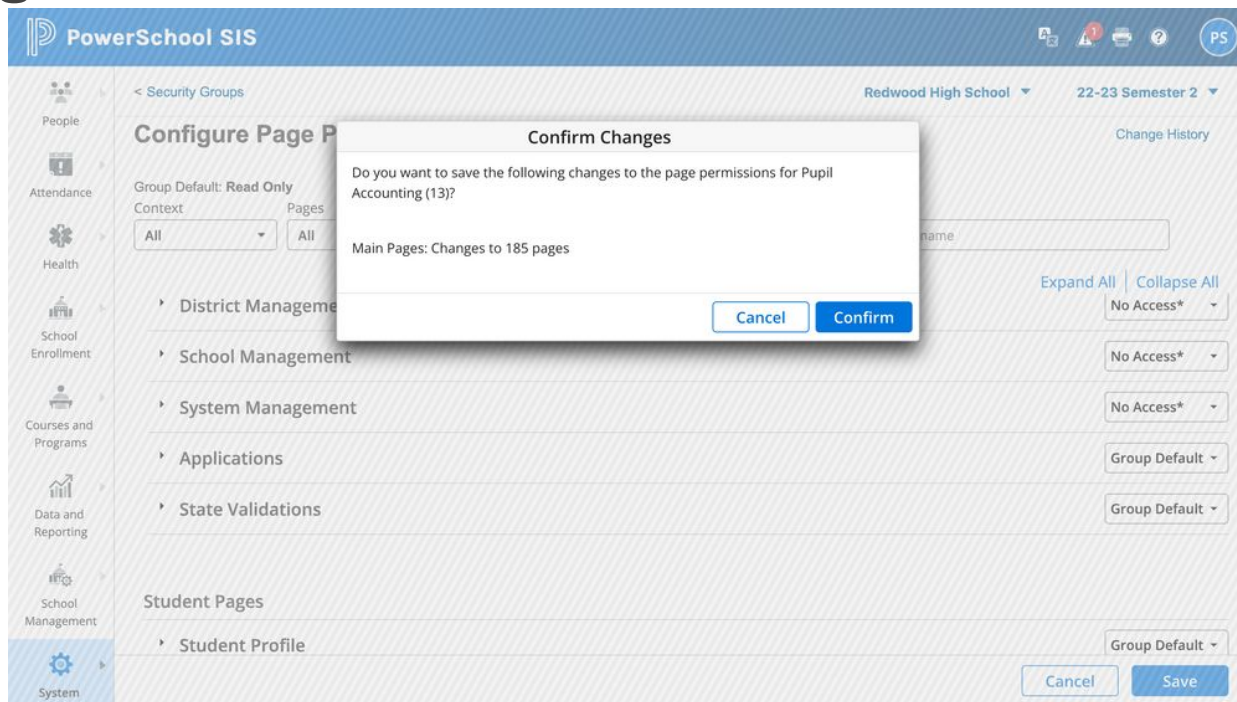 PowerSchool SIS
1
PS
People
Attendance
Health
School
Enrollment
Courses and
Programs
Data and
Reporting
School
Management
System
< Security Groups
Redwood High School
22-23 Semester 2
Configure Page P
Change History
Group Default: Read Only
Context
Pages
All
All
name
Expand All | Collapse All
Confirm Changes
Do you want to save the following changes to the page permissions for Pupil
Accounting (13)?
Main Pages: Changes to 185 pages
Cancel
Confirm
District Manageme
No Access*
School Management
No Access*
System Management
No Access*
Applications
Group Default
State Validations
Group Default
Student Pages
Student Profile
Group Default
Cancel
Save